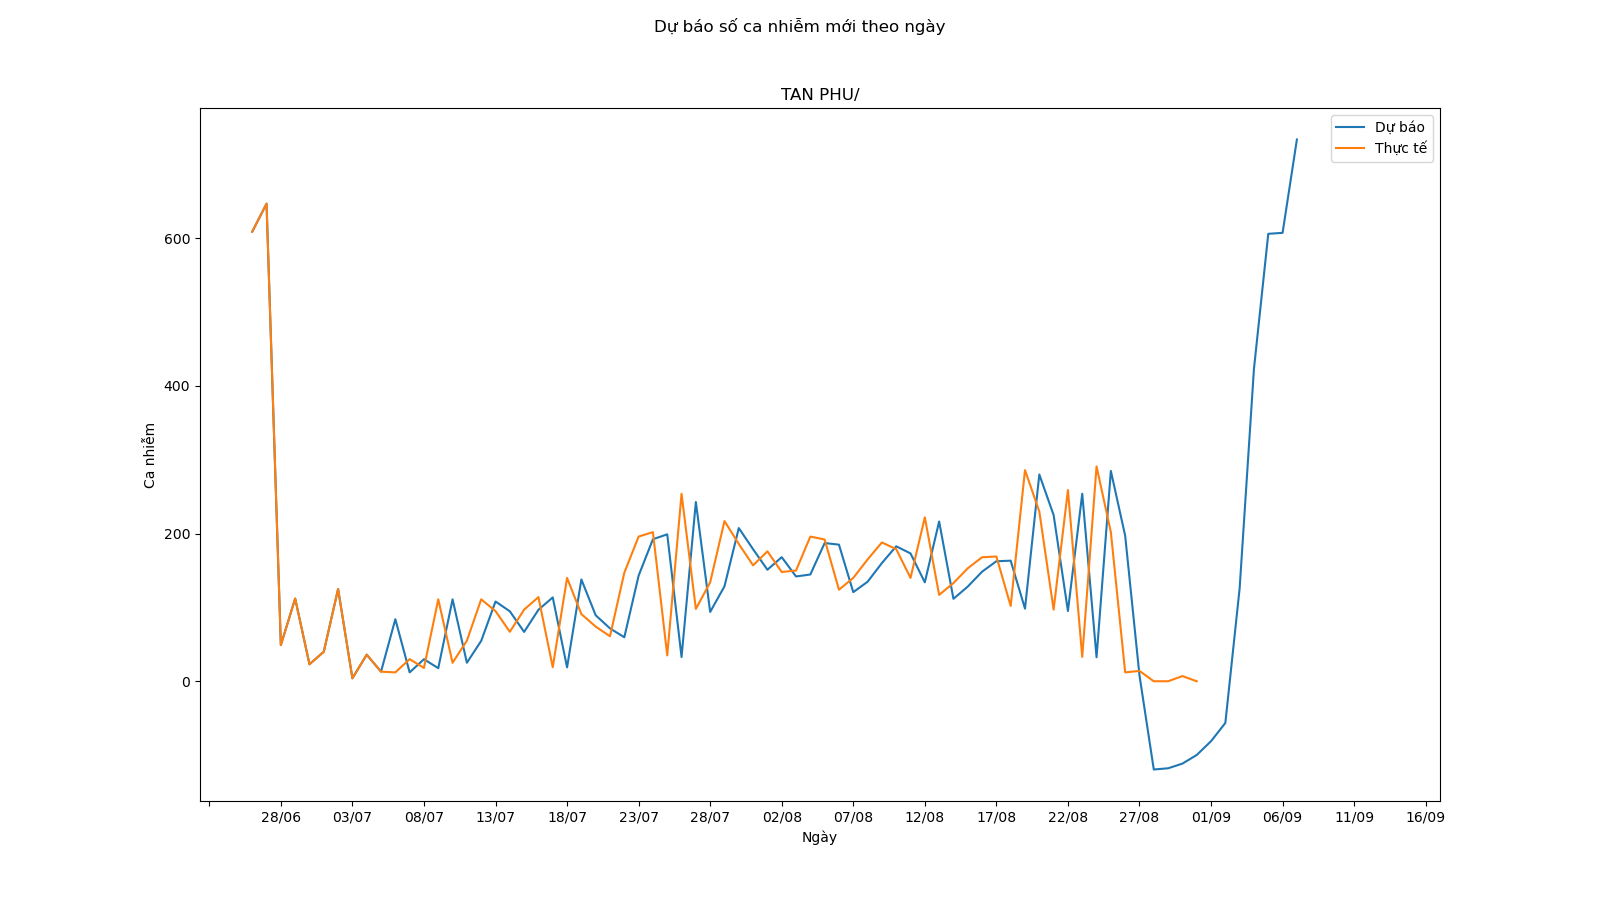 Dự báo số ca nhiễm mới theo ngày
TAN PHU/
Dự báo
Thực tế
600
400
200
0
Ca nhiễm
28/06 03/07 08/07 13/07 18/07 23/07 28/07 02/08 07/08 12/08 17/08 22/08 27/08 01/09 06/09 11/09 16/09
Ngày